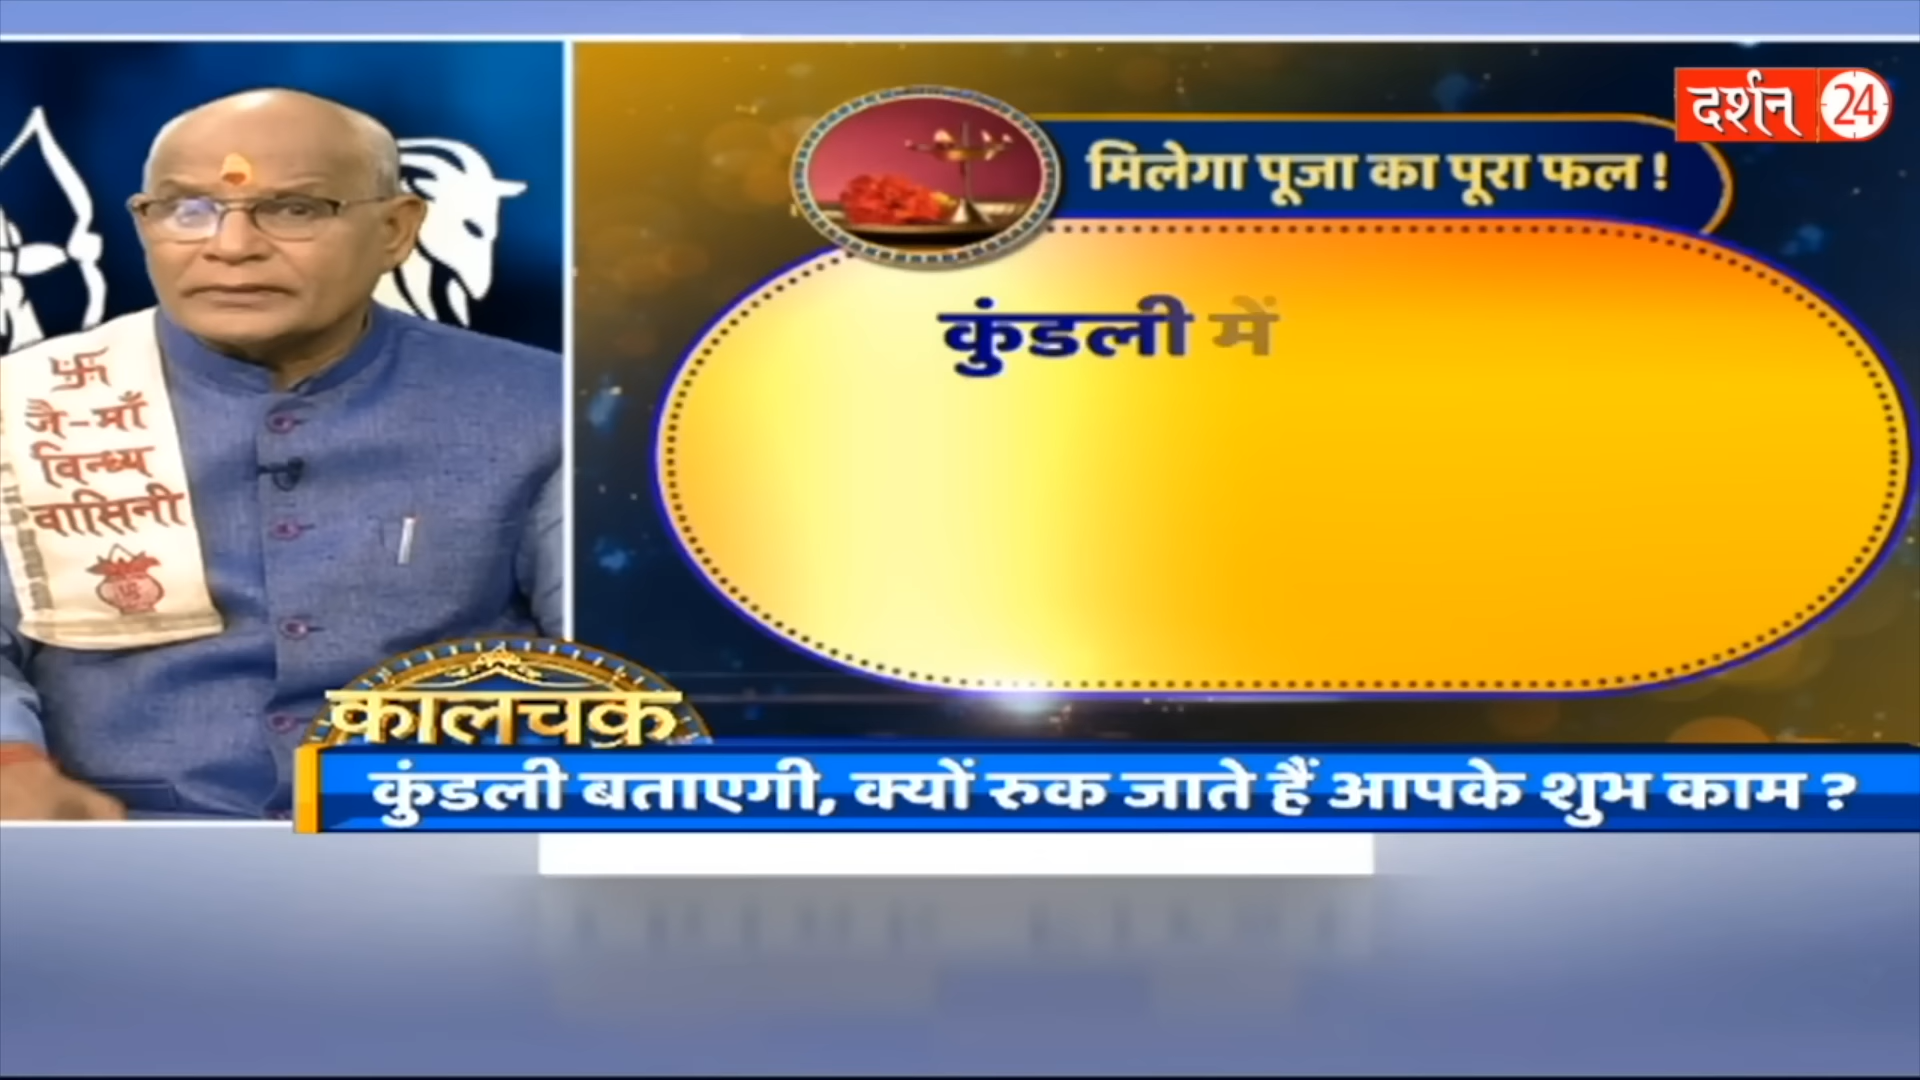 दर्शन 24
मिलेगा पूजा का पूरा फल !
कुंडली में
जै-माँ
विन्ध्य
वासिनी
कालचक्र
कुंडली बताएगी, क्यों रुक जाते हैं आपके शुभ काम ?